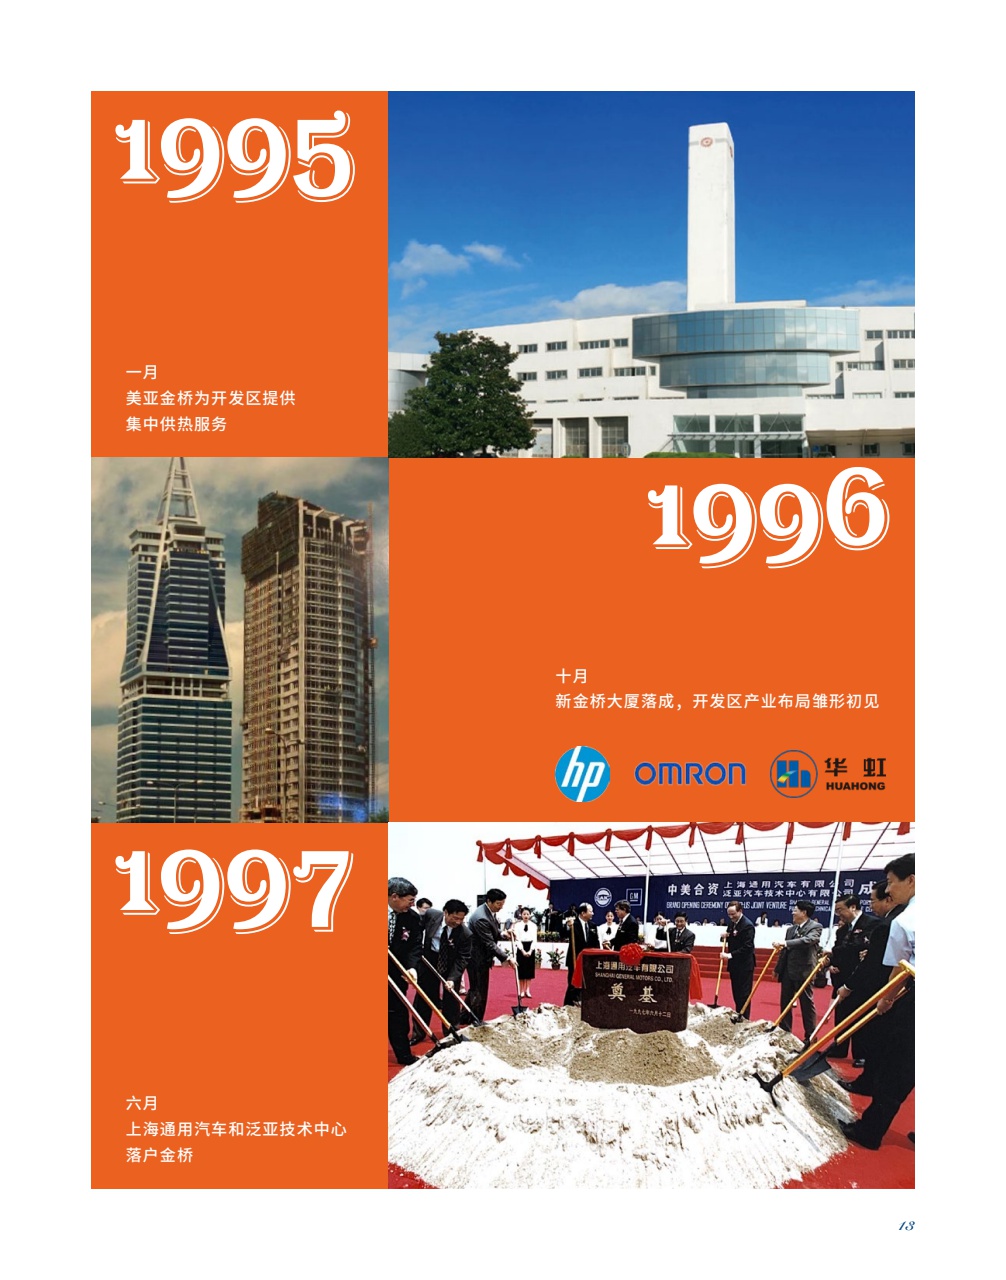 1995
一月
美亚金桥为开发区提供
集中供热服务
1996
十月
新金桥大厦落成，开发区产业布局雏形初见
hp
OMRON
华虹
HUAHONG
1997
六月
上海通用汽车和泛亚技术中心
落户金桥
中美合资
上海通用汽车有限公司
泛亚汽车技术中心有限公司
成
GM
上海通用汽车有限公司
SHANGHAI GENERAL MOTORS CO., LTD.
奠基
一九九七年六月十二日
13